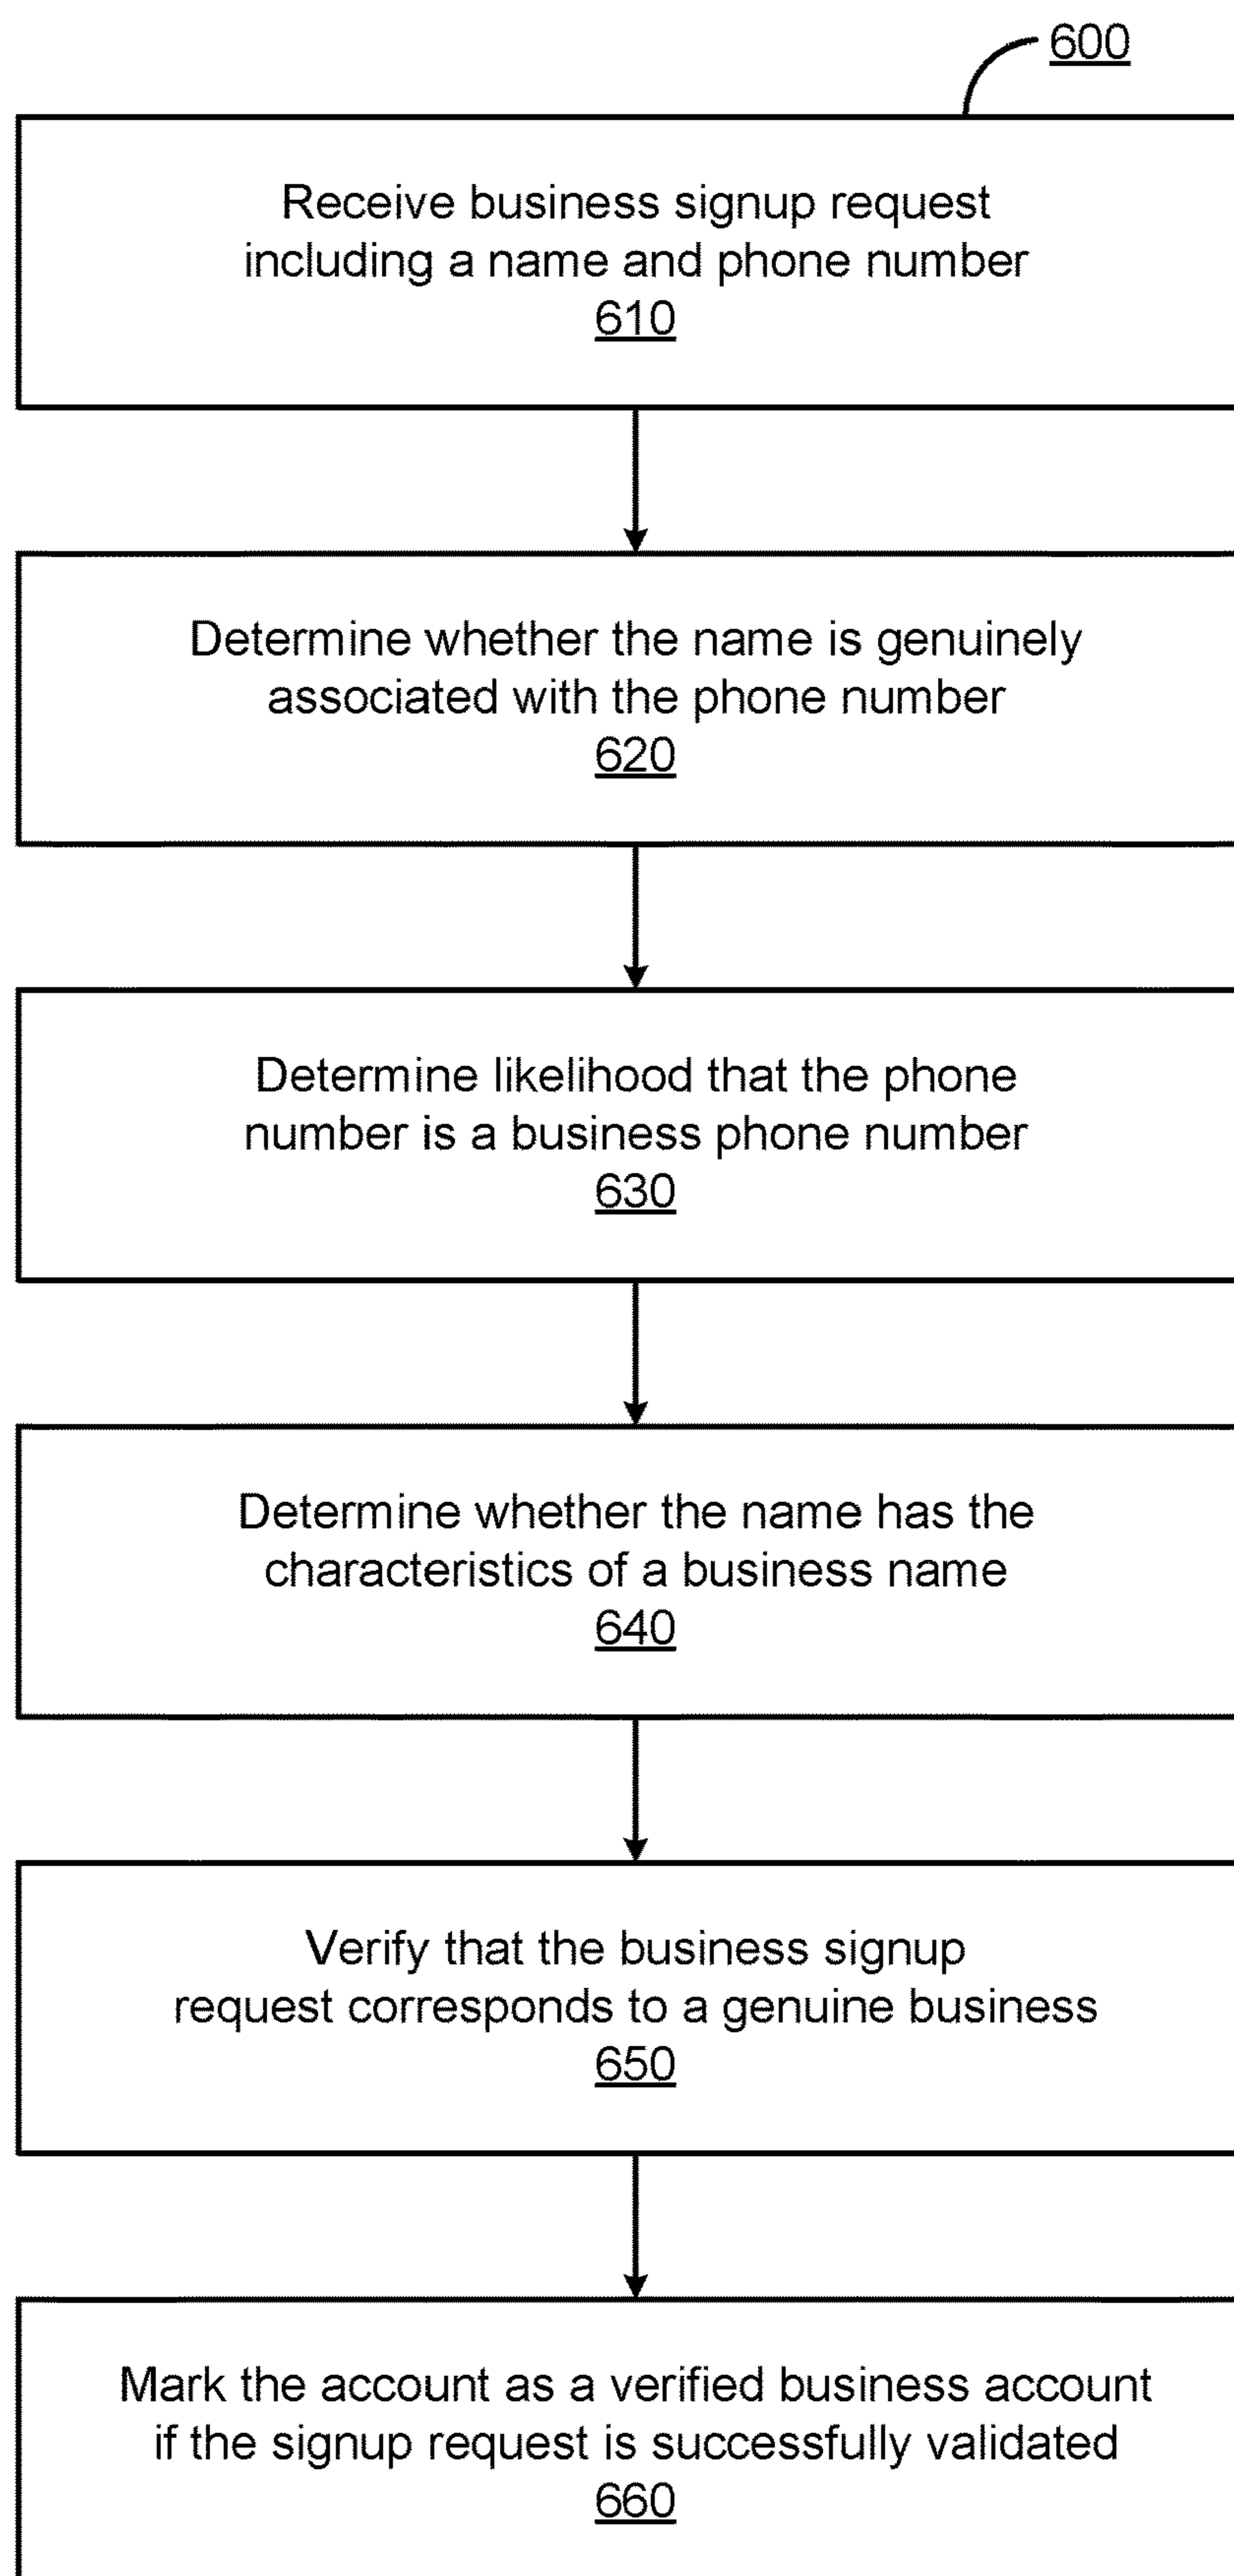 600
Receive business signup request
including a name and phone number
610
Determine whether the name is genuinely
associated with the phone number
620
Determine likelihood that the phone
number is a business phone number
630
Determine whether the name has the
characteristics of a business name
640
Verify that the business signup
request corresponds to a genuine business
650
Mark the account as a verified business account
if the signup request is successfully validated
660